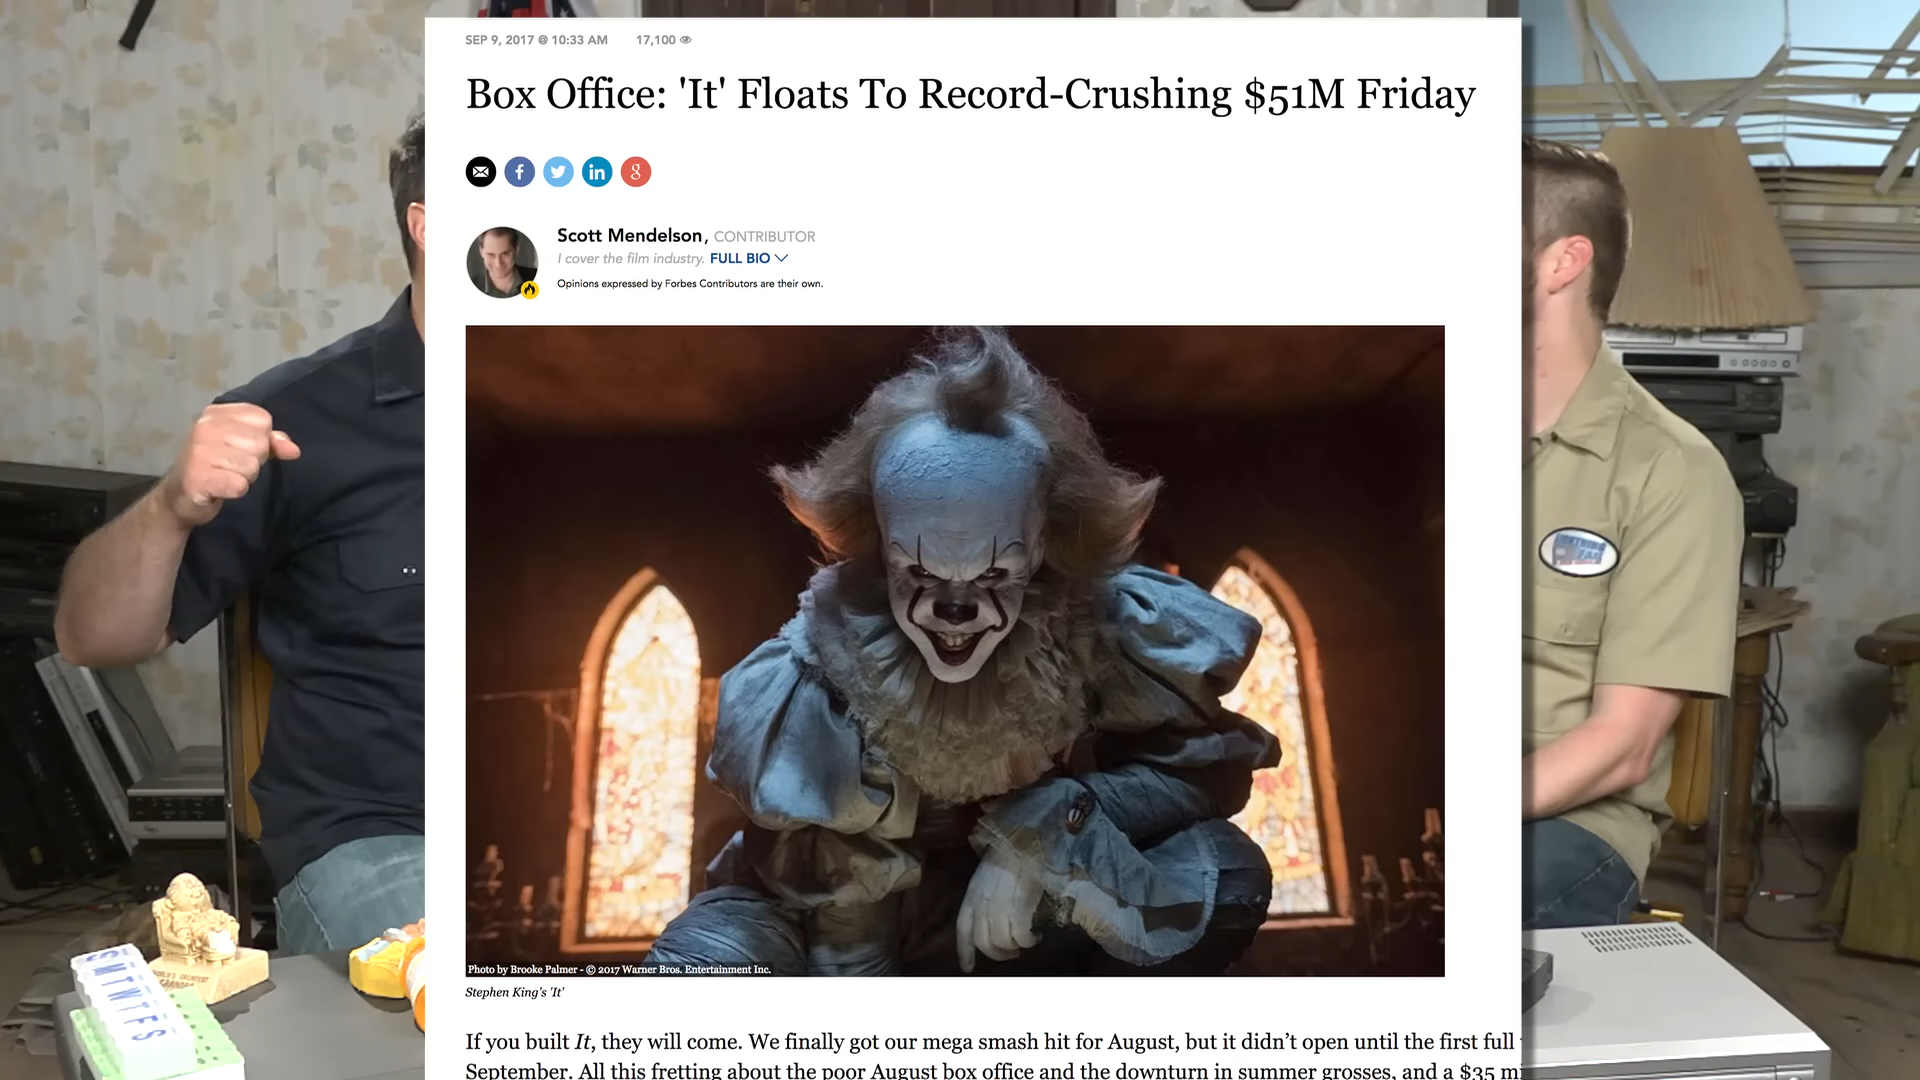 SEP 9, 2017 @ 10:33 AM 17,100
Box Office: 'It' Floats To Record-Crushing $51M Friday
Scott Mendelson, CONTRIBUTOR
I cover the film industry. FULL BIO
Opinions expressed by Forbes Contributors are their own.
Photo by Brooke Palmer - © 2017 Warner Bros. Entertainment Inc.
Stephen King's 'It'
If you built It, they will come. We finally got our mega smash hit for August, but it didn’t open until the first full
September. All this fretting about the poor August box office and the downturn in summer grosses, and a $35
S M T W T F S
WORLD'S GREATEST
GRANDPA